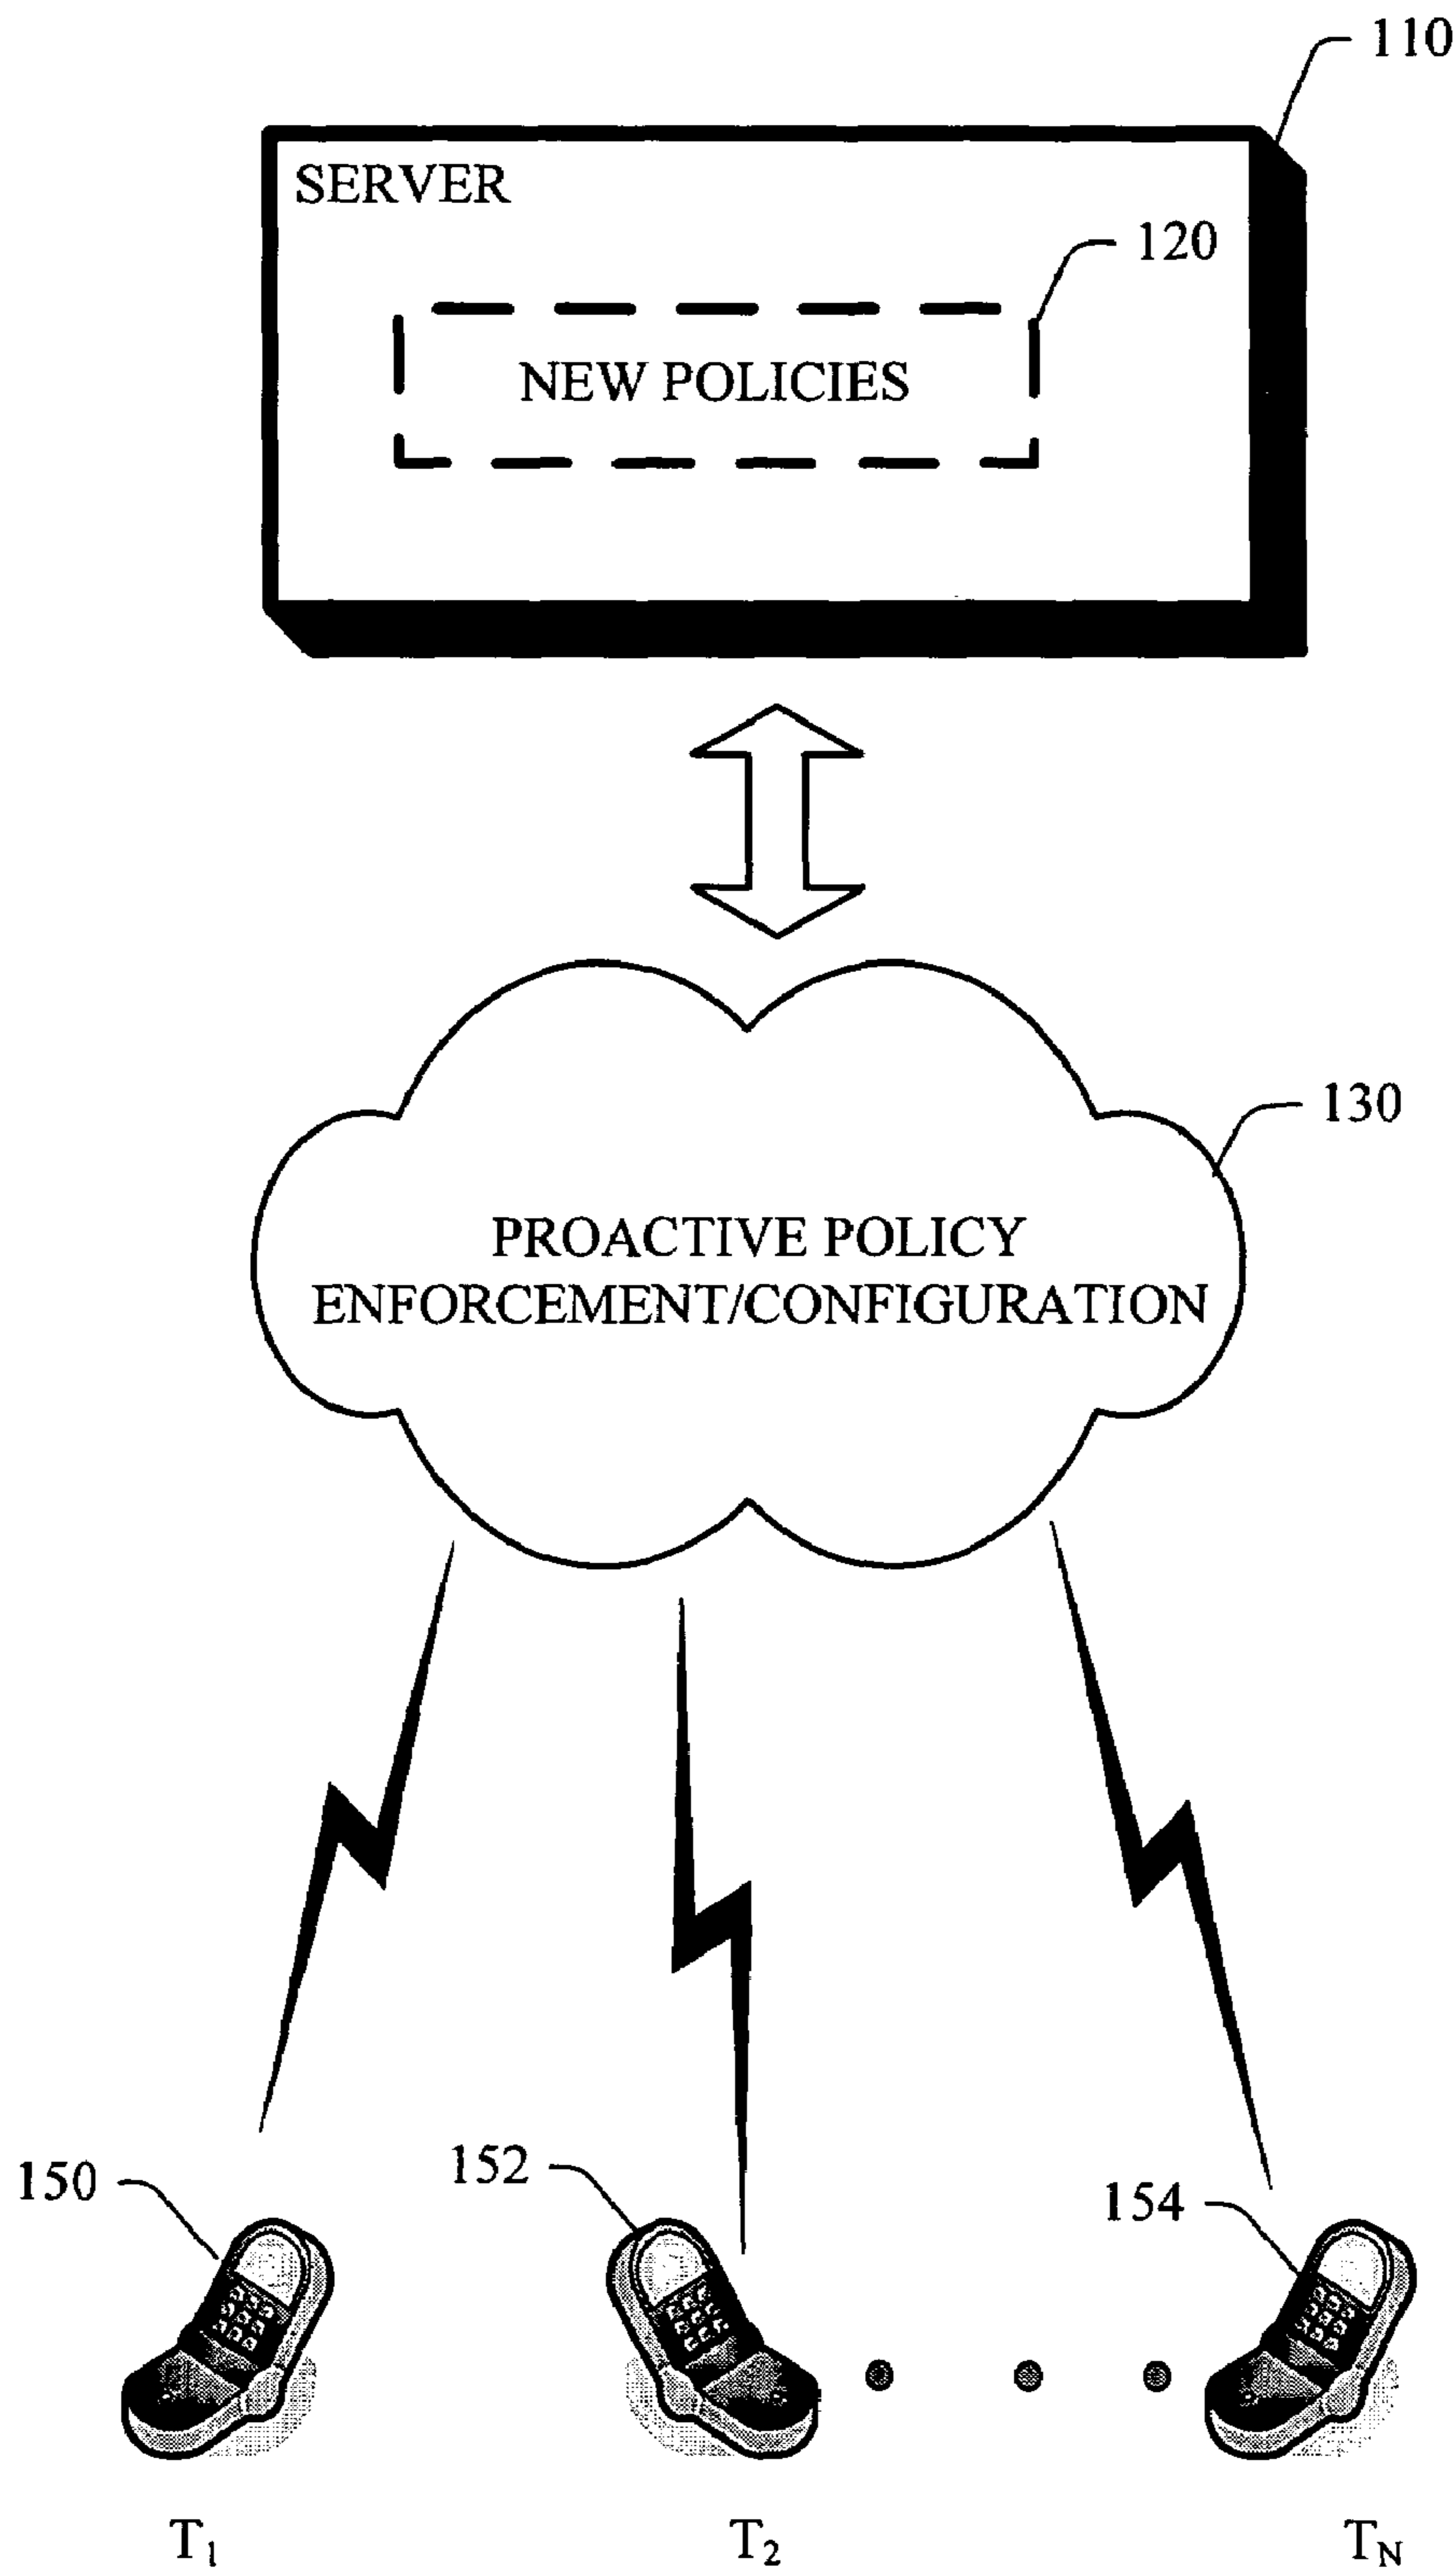 110
SERVER
120
NEW POLICIES
130
PROACTIVE POLICY
ENFORCEMENT/CONFIGURATION
150
152
154
T1
T2
TN